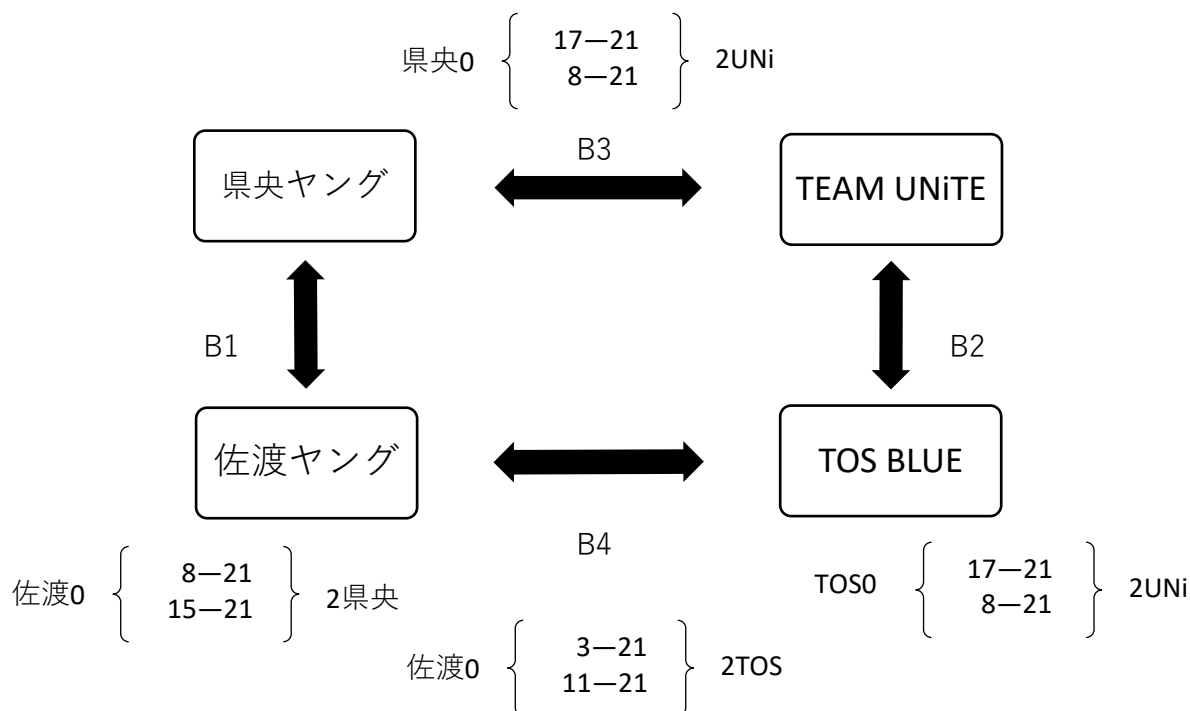 県央0 17—21 2UNi
8—21
B3
県央ヤング
TEAM UNiTE
B1
B2
佐渡ヤング
TOS BLUE
B4
佐渡0 8—21 2県央
15—21
TOS0 17—21 2UNi
8—21
佐渡0 3—21 2TOS
11—21